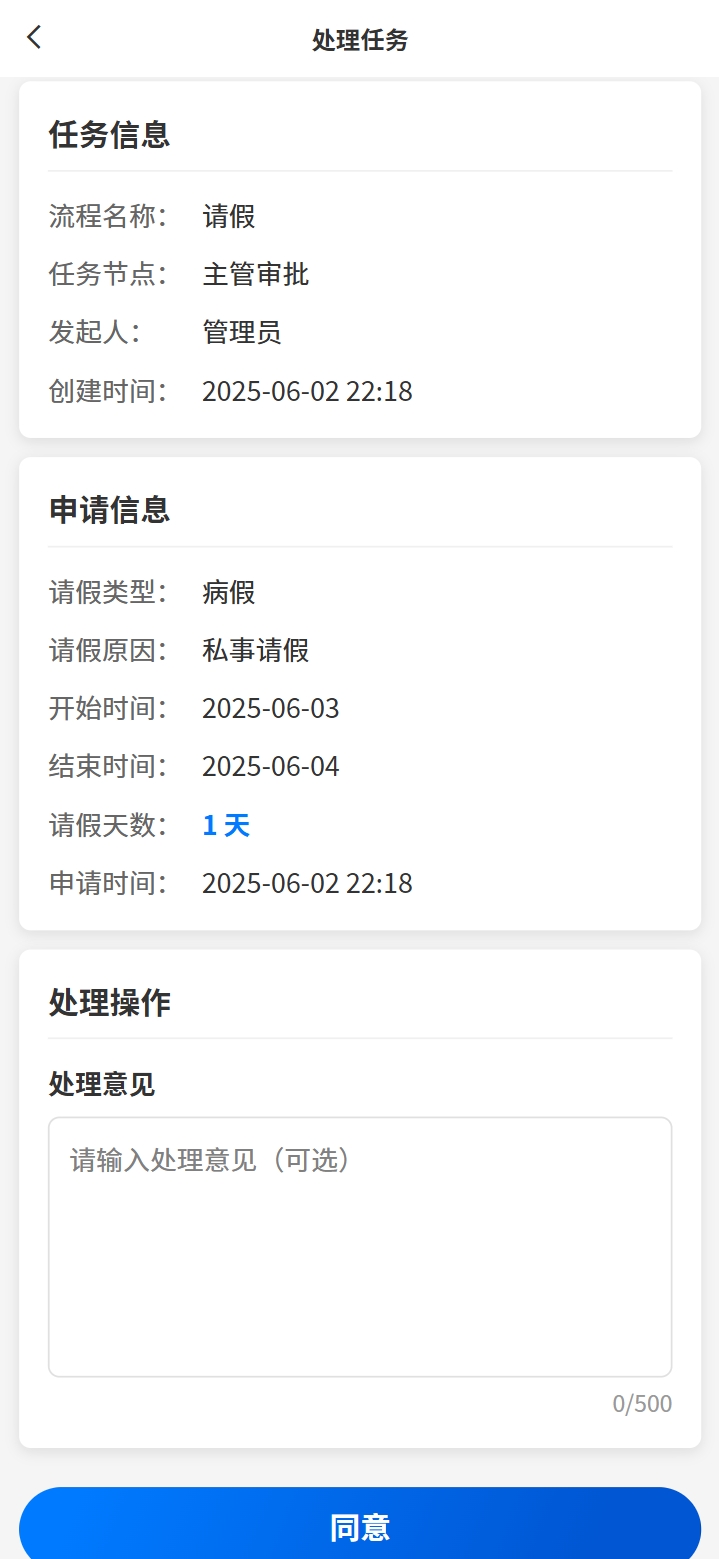 处理任务
任务信息
流程名称： 请假
任务节点： 主管审批
发起人： 管理员
创建时间： 2025-06-02 22:18
申请信息
请假类型： 病假
请假原因： 私事请假
开始时间： 2025-06-03
结束时间： 2025-06-04
请假天数： 1 天
申请时间： 2025-06-02 22:18
处理操作
处理意见
请输入处理意见（可选）
0/500
同意